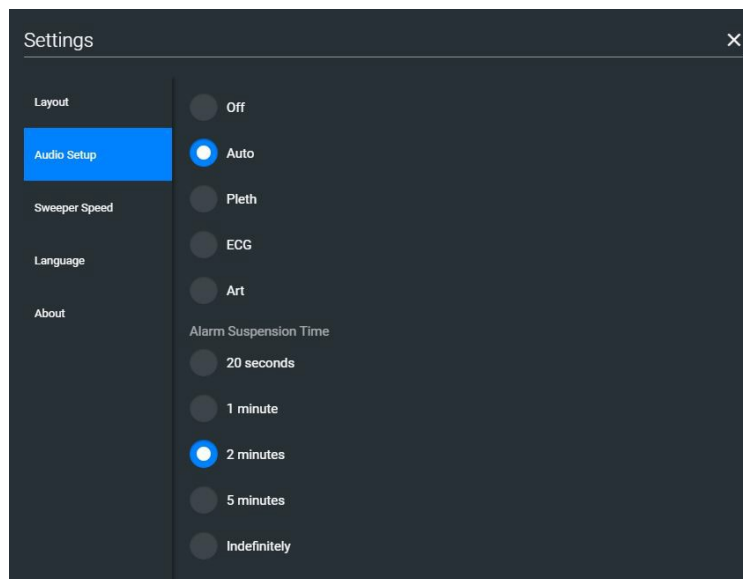 Settings
Layout
Audio Setup
Sweeper Speed
Language
About
Off
Auto
Pleth
ECG
Art
Alarm Suspension Time
20 seconds
1 minute
2 minutes
5 minutes
Indefinitely